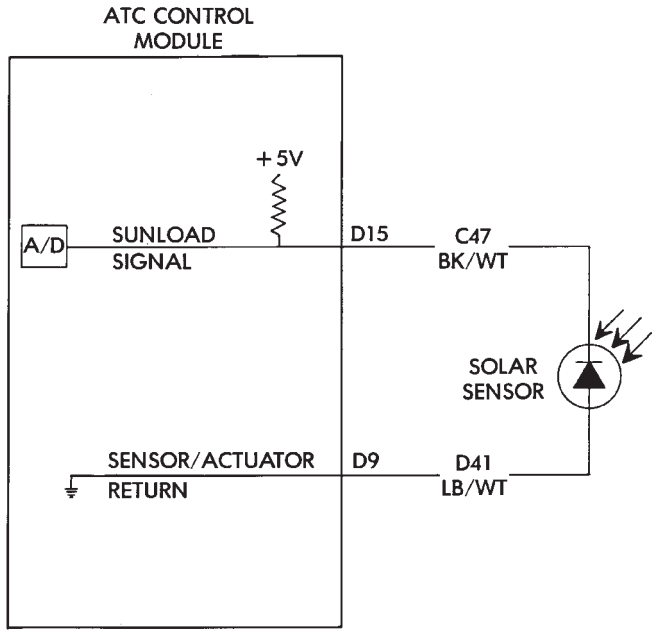 ATC CONTROL
MODULE
+5V
A/D
SUNLOAD
SIGNAL
D15
C47
BK/WT
SOLAR
SENSOR
SENSOR/ACTUATOR
RETURN
D9
D41
LB/WT